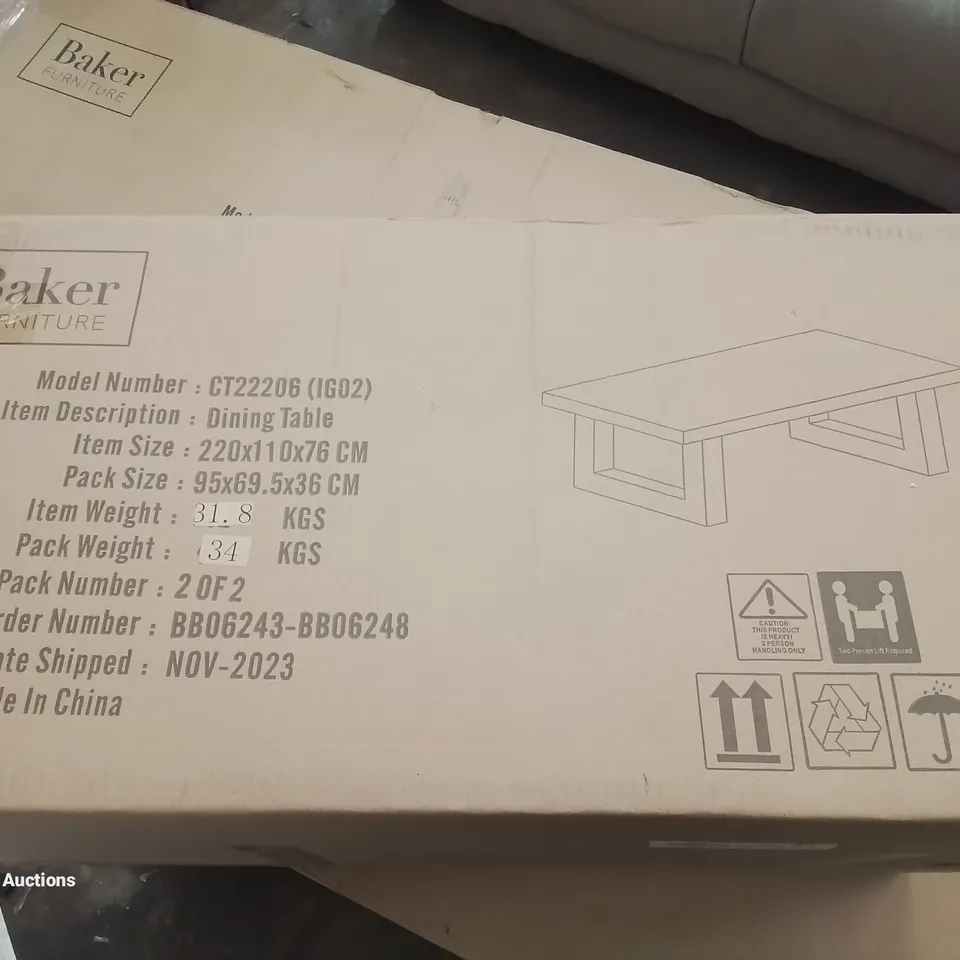 Baker
FURNITURE
Mo
Baker
RNITURE
Model Number : CT22206 (IG02)
Item Description : Dining Table
Item Size : 220x110x76 CM
Pack Size : 95x69.5x36 CM
Item Weight : 31.8 KGS
Pack Weight : 34 KGS
Pack Number : 2 OF 2
rder Number : BB06243-BB06248
ate Shipped : NOV-2023
e In China
CAUTION:
THIS PRODUCT
IS HEAVY!
2 PERSON
HANDLING ONLY
Two Person Lift Required
Auctions